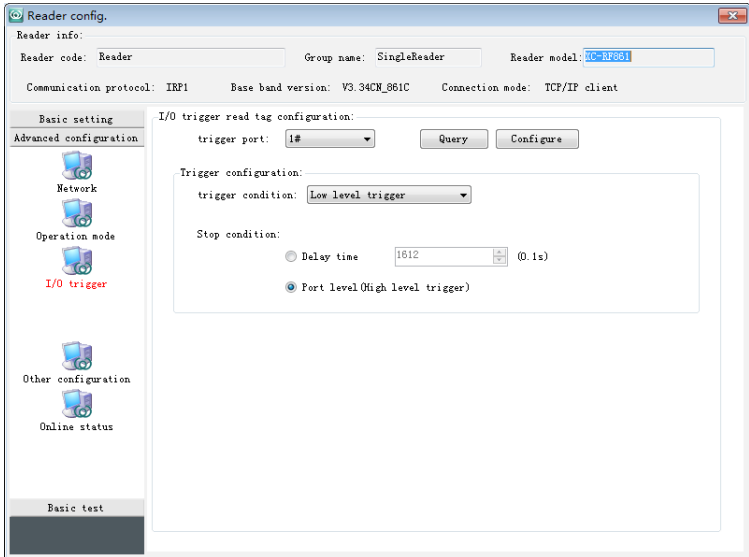 Reader config.
Reader info:
Reader code: Reader Group name: SingleReader Reader model: XC-RF861
Communication protocol: IRP1 Base band version: V3.34CN_861C Connection mode: TCP/IP client
Basic setting
Advanced configuration
Network
Operation mode
I/O trigger
Other configuration
Online status
Basic test
I/O trigger read tag configuration:
trigger port: 1# Query Configure
Trigger configuration:
trigger condition: Low level trigger
Stop condition:
Delay time 1612 (0.1s)
Port level(High level trigger)